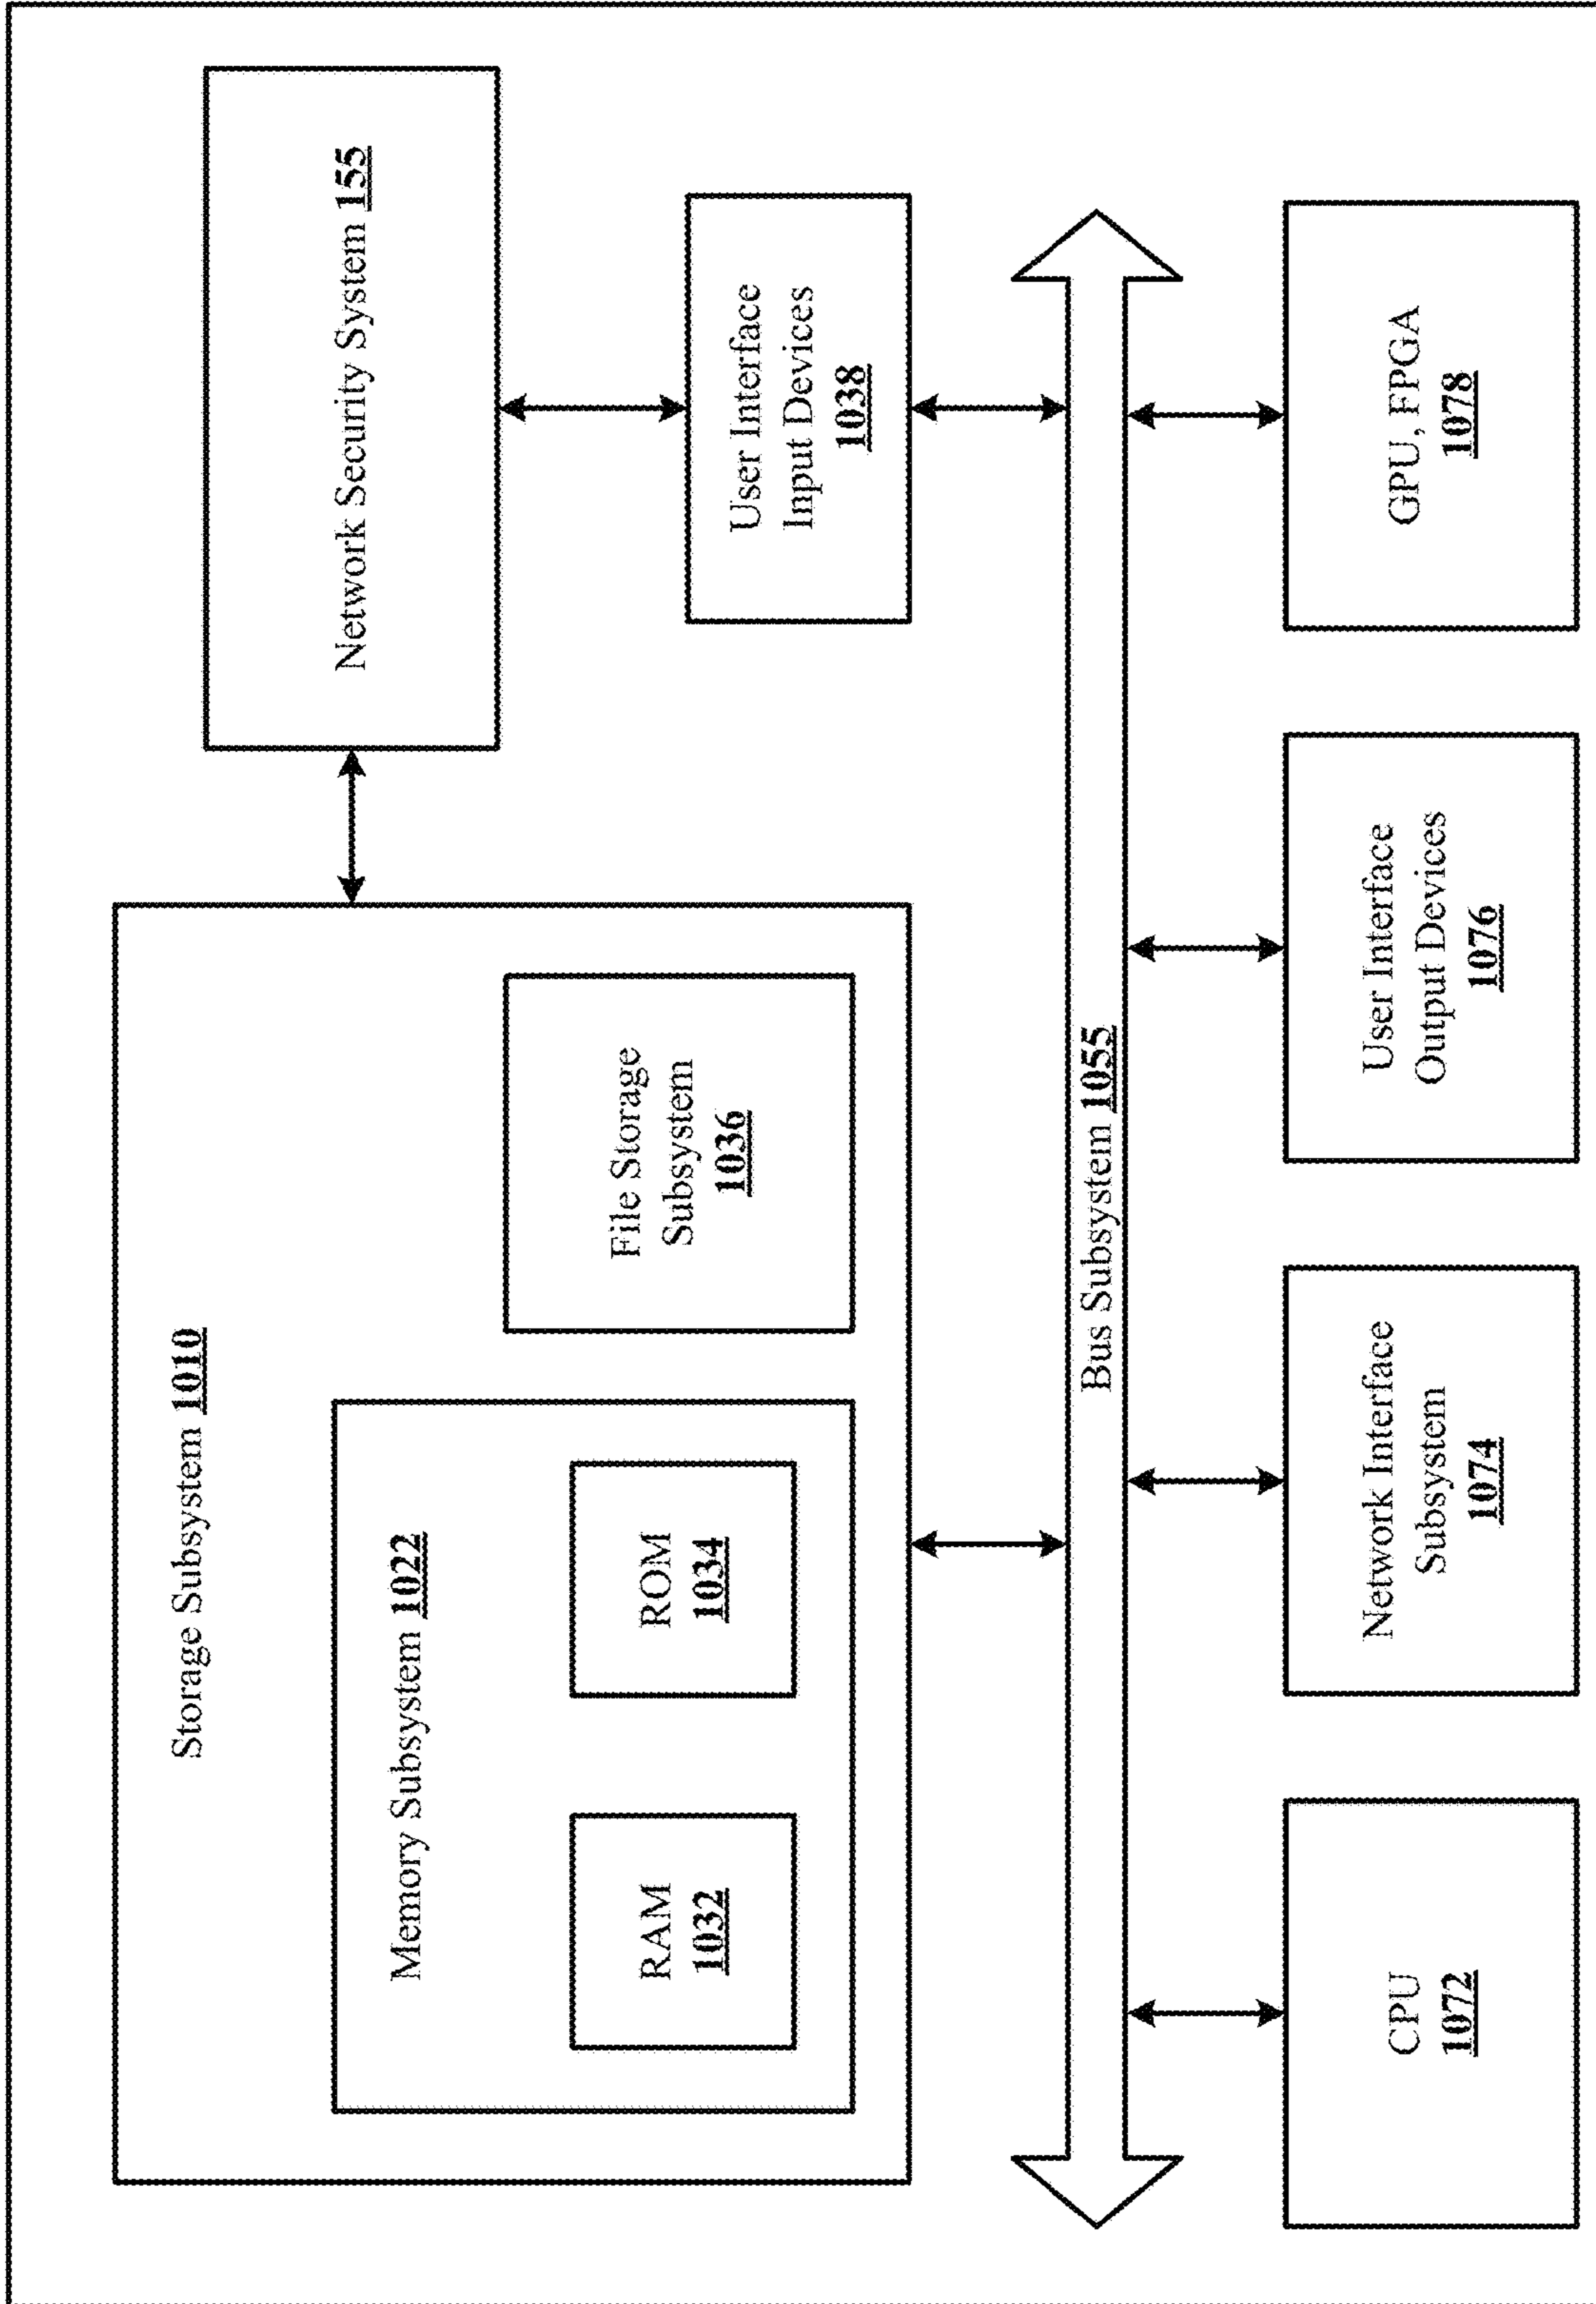 Storage Subsystem 1010
Memory Subsystem 1022
RAM
1032
ROM
1034
File Storage
Subsystem
1036
Network Security System 155
User Interface
Input Devices
1038
Bus Subsystem 1055
CPU
1072
Network Interface
Subsystem
1074
User Interface
Output Devices
1076
GPU, FPGA
1078